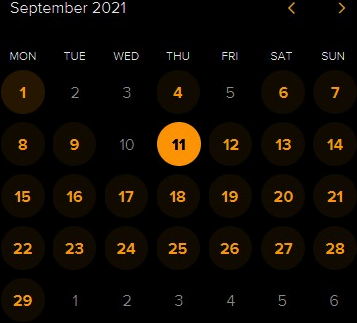 September 2021
MON TUE WED THU FRI SAT SUN
1 2 3 4 5 6 7
8 9 10 11 12 13 14
15 16 17 18 19 20 21
22 23 24 25 26 27 28
29 1 2 3 4 5 6